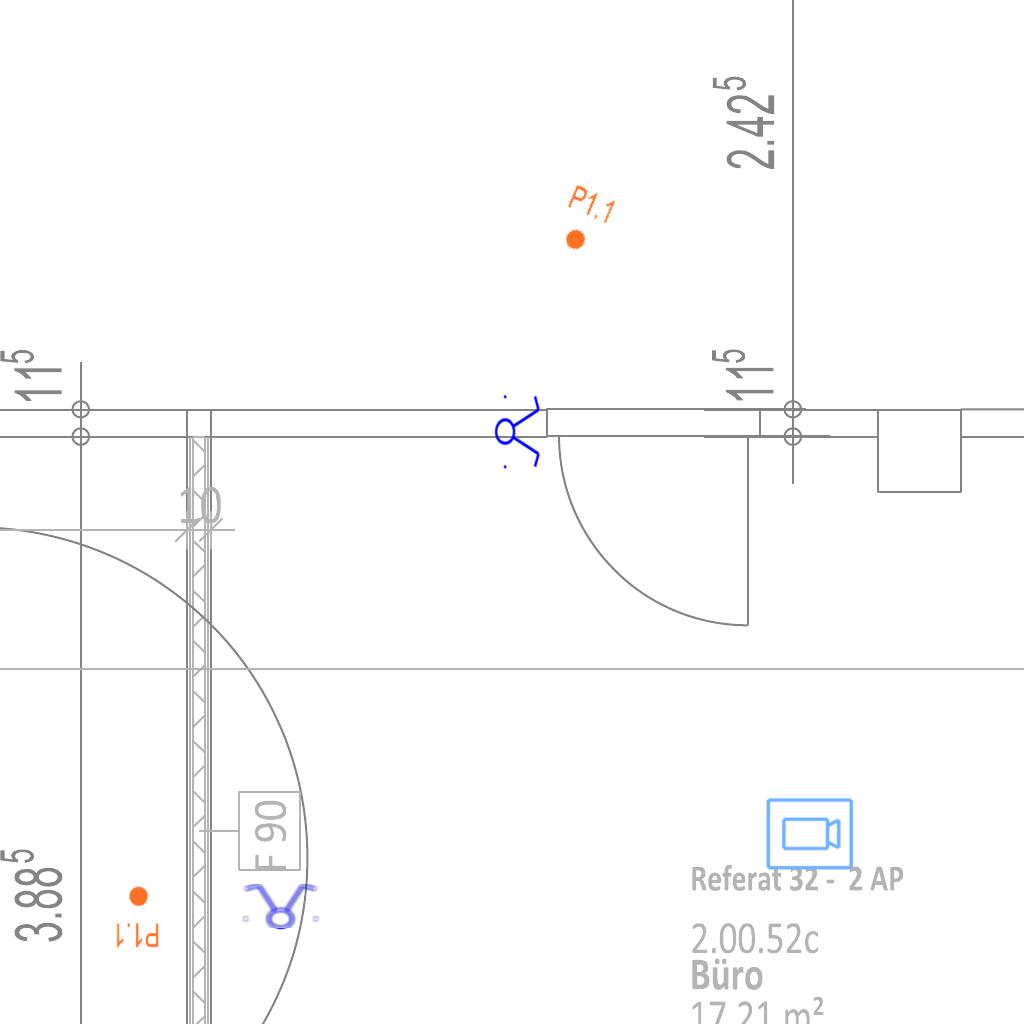 2.42⁵
P1.1
11⁵
11⁵
10
F 90
3.88⁵
P1.1
Referat 32 - 2 AP
2.00.52c
Büro
17.21 m²